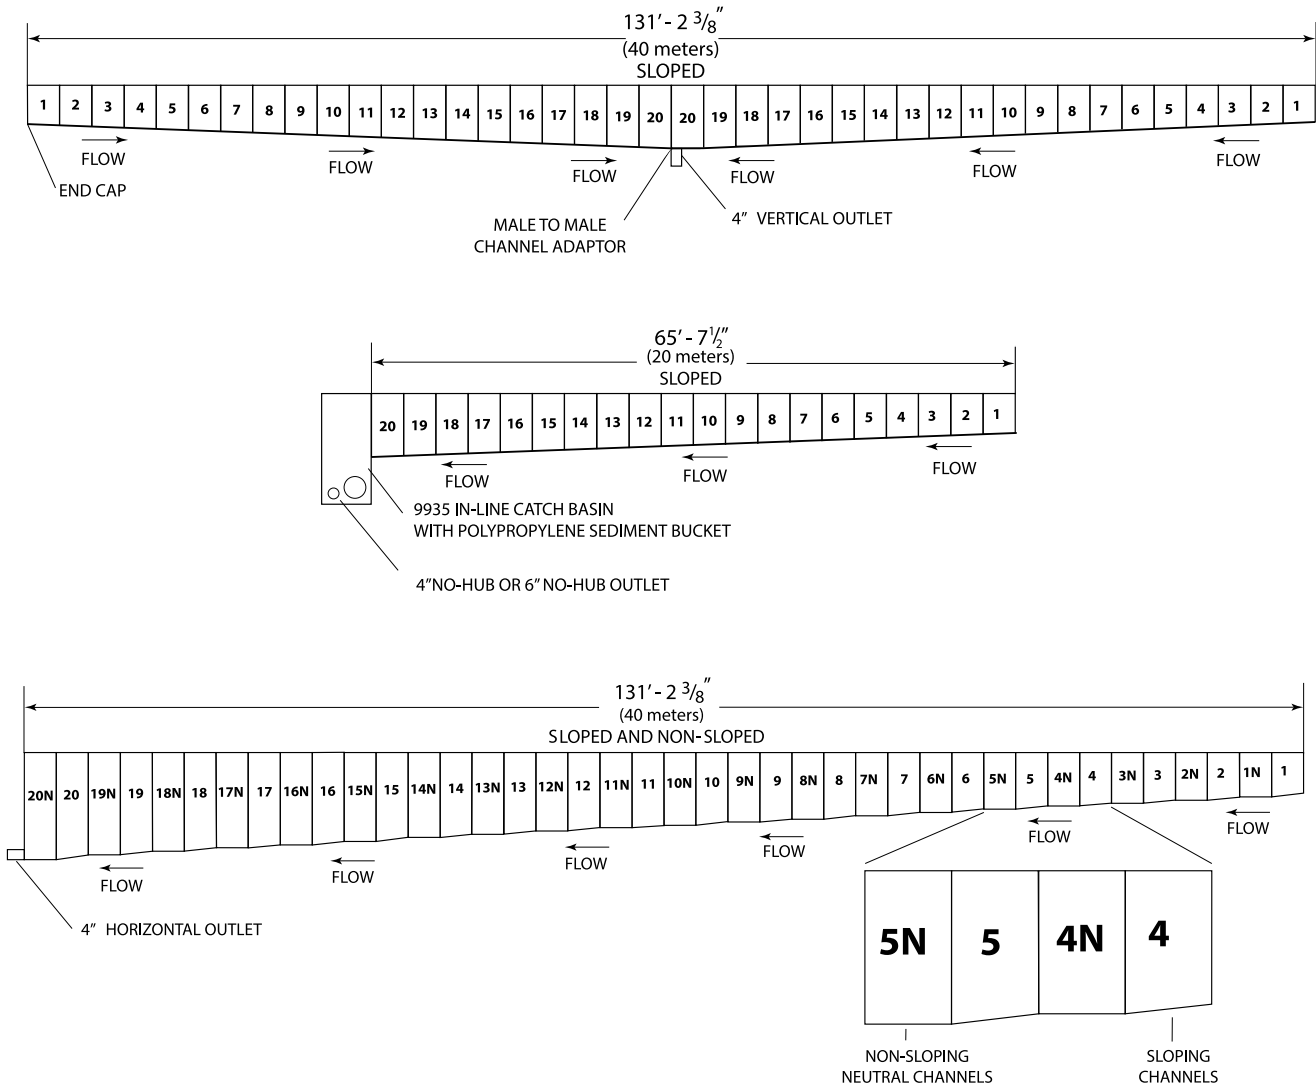 131' - 2 3/8"
(40 meters)
SLOPED
1 2 3 4 5 6 7 8 9 10 11 12 13 14 15 16 17 18 19 20 20 19 18 17 16 15 14 13 12 11 10 9 8 7 6 5 4 3 2 1
FLOW FLOW FLOW FLOW FLOW FLOW
END CAP
MALE TO MALE
CHANNEL ADAPTOR
4" VERTICAL OUTLET
65' - 7 1/2"
(20 meters)
SLOPED
20 19 18 17 16 15 14 13 12 11 10 9 8 7 6 5 4 3 2 1
FLOW FLOW FLOW
9935 IN-LINE CATCH BASIN
WITH POLYPROPYLENE SEDIMENT BUCKET
4"NO-HUB OR 6" NO-HUB OUTLET
131' - 2 3/8"
(40 meters)
SLOPED AND NON-SLOPED
20N 20 19N 19 18N 18 17N 17 16N 16 15N 15 14N 14 13N 13 12N 12 11N 11 10N 10 9N 9 8N 8 7N 7 6N 6 5N 5 4N 4 3N 3 2N 2 1N 1
FLOW FLOW FLOW FLOW FLOW FLOW
4" HORIZONTAL OUTLET
5N 5 4N 4
NON-SLOPING
NEUTRAL CHANNELS
SLOPING
CHANNELS